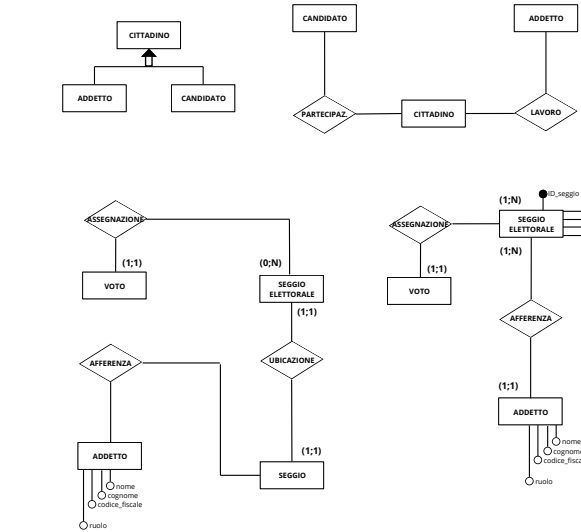 CITTADINO
ADDETTO
CANDIDATO
CANDIDATO
ADDETTO
PARTECIPAZ.
CITTADINO
LAVORO
ASSEGNAZIONE
(1;1)
VOTO
(0;N)
SEGGIO
ELETTORALE
(1;1)
UBICAZIONE
(1;1)
SEGGIO
AFFERENZA
ADDETTO
nome
cognome
codice_fiscale
ruolo
ASSEGNAZIONE
(1;1)
VOTO
ID_seggio
(1;N)
SEGGIO
ELETTORALE
(1;N)
AFFERENZA
(1;1)
ADDETTO
nome
cognome
codice_fisca
ruolo